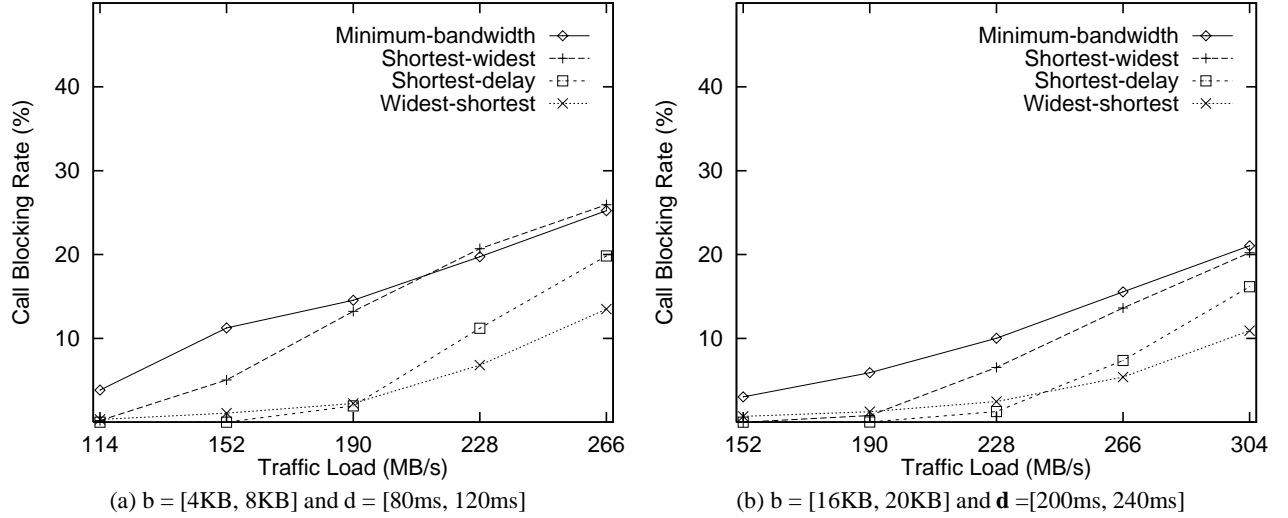 Call Blocking Rate (%)
50
Minimum-bandwidth
Shortest-widest
Shortest-delay
Widest-shortest
40
30
20
10
114 152 190 228 266
Traffic Load (MB/s)
(a) b = [4KB, 8KB] and d = [80ms, 120ms]
Call Blocking Rate (%)
Minimum-bandwidth
Shortest-widest
Shortest-delay
Widest-shortest
40
30
20
10
152 190 228 266 304
Traffic Load (MB/s)
(b) b = [16KB, 20KB] and d =[200ms, 240ms]